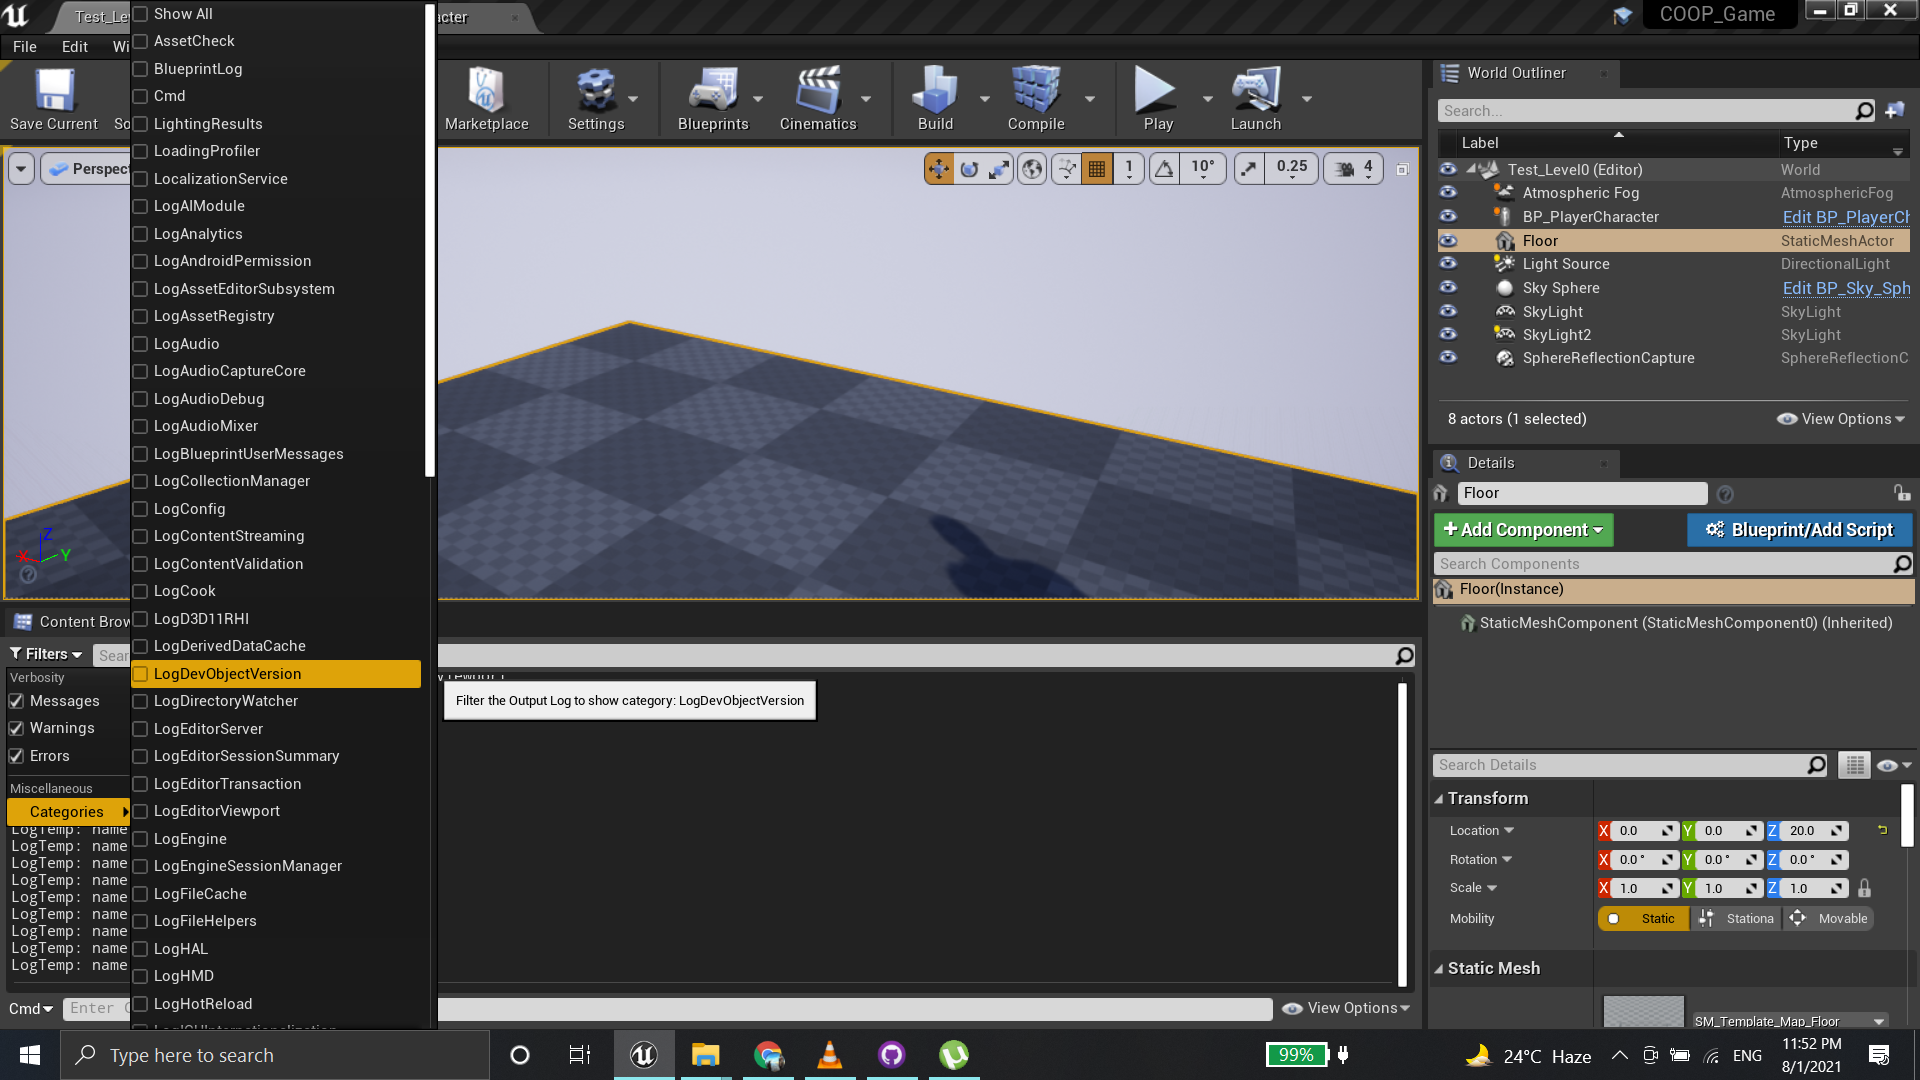 Test_Lev
acter
COOP_Game
File Edit Wi
Save Current So
Marketplace
Settings
Blueprints
Cinematics
Build
Compile
Play
Launch
Perspect
1
10°
0.25
4
Show All
AssetCheck
BlueprintLog
Cmd
LightingResults
LoadingProfiler
LocalizationService
LogAIModule
LogAnalytics
LogAndroidPermission
LogAssetEditorSubsystem
LogAssetRegistry
LogAudio
LogAudioCaptureCore
LogAudioDebug
LogAudioMixer
LogBlueprintUserMessages
LogCollectionManager
LogConfig
LogContentStreaming
LogContentValidation
LogCook
LogD3D11RHI
LogDerivedDataCache
LogDevObjectVersion
LogDirectoryWatcher
LogEditorServer
LogEditorSessionSummary
LogEditorTransaction
LogEditorViewport
LogEngine
LogEngineSessionManager
LogFileCache
LogFileHelpers
LogHAL
LogHMD
LogHotReload
Filter the Output Log to show category: LogDevObjectVersion
X
Y
Z
Content Brow
Filters
Sear
Verbosity
Messages
Warnings
Errors
Miscellaneous
Categories
LogTemp: name
LogTemp: name
LogTemp: name
LogTemp: name
LogTemp: name
LogTemp: name
LogTemp: name
LogTemp: name
LogTemp: name
Cmd Enter C
View Options
World Outliner
Search...
Label Type
Test_Level0 (Editor) World
Atmospheric Fog AtmosphericFog
BP_PlayerCharacter Edit BP_PlayerCh
Floor StaticMeshActor
Light Source DirectionalLight
Sky Sphere Edit BP_Sky_Sph
SkyLight SkyLight
SkyLight2 SkyLight
SphereReflectionCapture SphereReflectionC
8 actors (1 selected) View Options
Details
Floor
+Add Component Blueprint/Add Script
Search Components
Floor(Instance)
StaticMeshComponent (StaticMeshComponent0) (Inherited)
Search Details
Transform
Location X 0.0 Y 0.0 Z 20.0
Rotation X 0.0° Y 0.0° Z 0.0°
Scale X 1.0 Y 1.0 Z 1.0
Mobility Static Stationa Movable
Static Mesh
SM_Template_Map_Floor
Type here to search
99%
24°C Haze
ENG
11:52 PM
8/1/2021